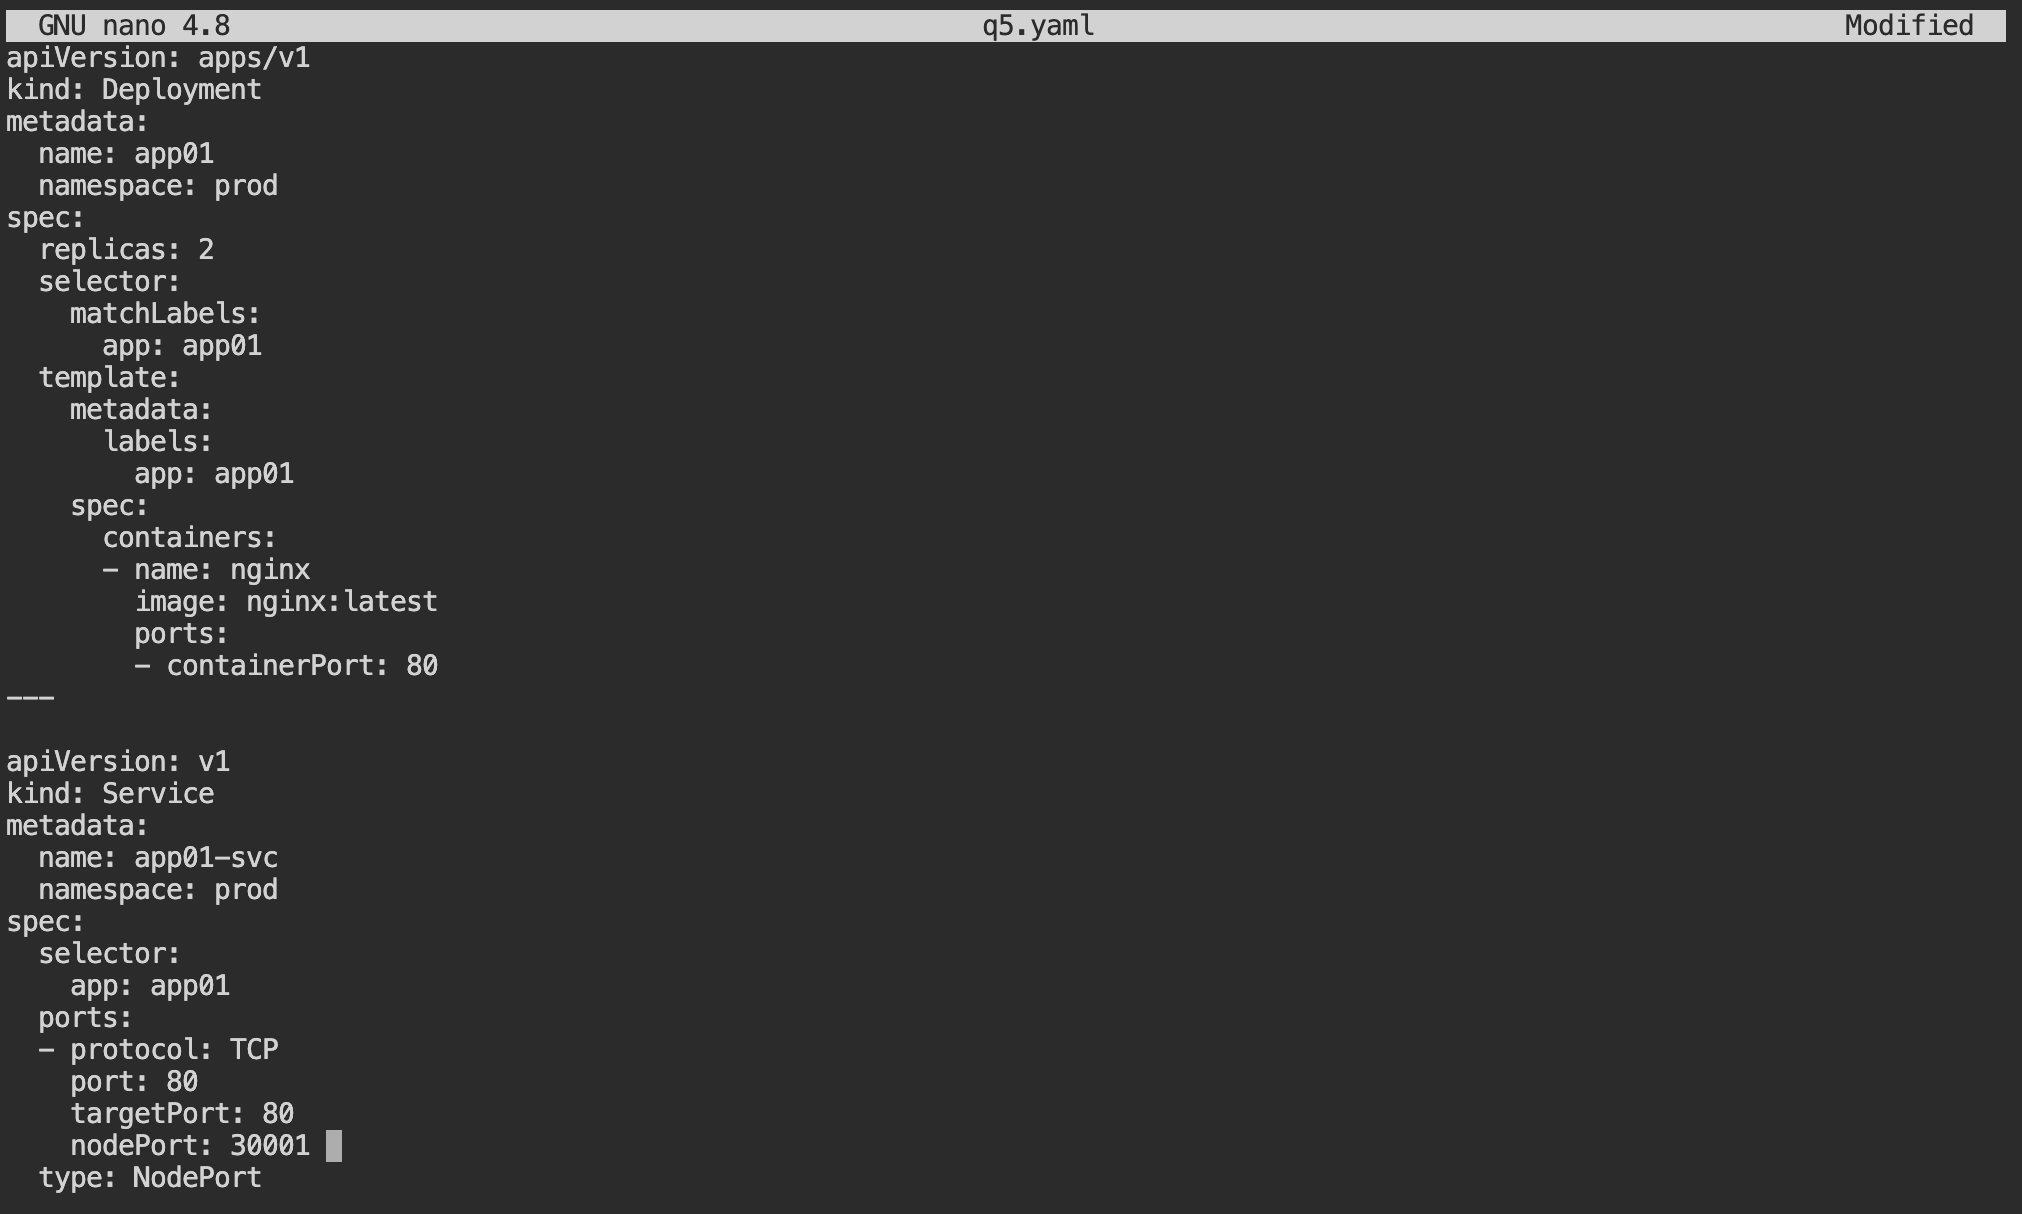 GNU nano 4.8 q5.yaml Modified
apiVersion: apps/v1
kind: Deployment
metadata:
  name: app01
  namespace: prod
spec:
  replicas: 2
  selector:
    matchLabels:
      app: app01
  template:
    metadata:
      labels:
        app: app01
    spec:
      containers:
      - name: nginx
        image: nginx:latest
        ports:
        - containerPort: 80
---
apiVersion: v1
kind: Service
metadata:
  name: app01-svc
  namespace: prod
spec:
  selector:
    app: app01
  ports:
  - protocol: TCP
    port: 80
    targetPort: 80
    nodePort: 30001
  type: NodePort